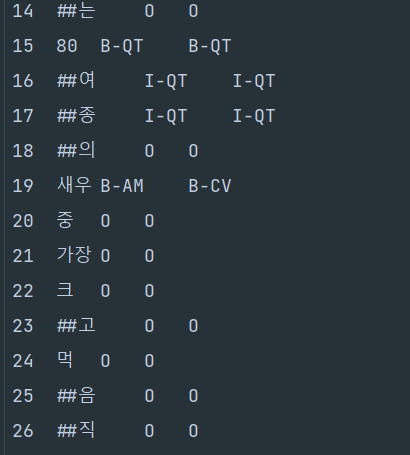 14 ##는 O O
15 80 B-QT B-QT
16 ##여 I-QT I-QT
17 ##종 I-QT I-QT
18 ##의 O O
19 새우 B-AM B-CV
20 중 O O
21 가장 O O
22 크 O O
23 ##고 O O
24 먹 O O
25 ##음 O O
26 ##직 O O